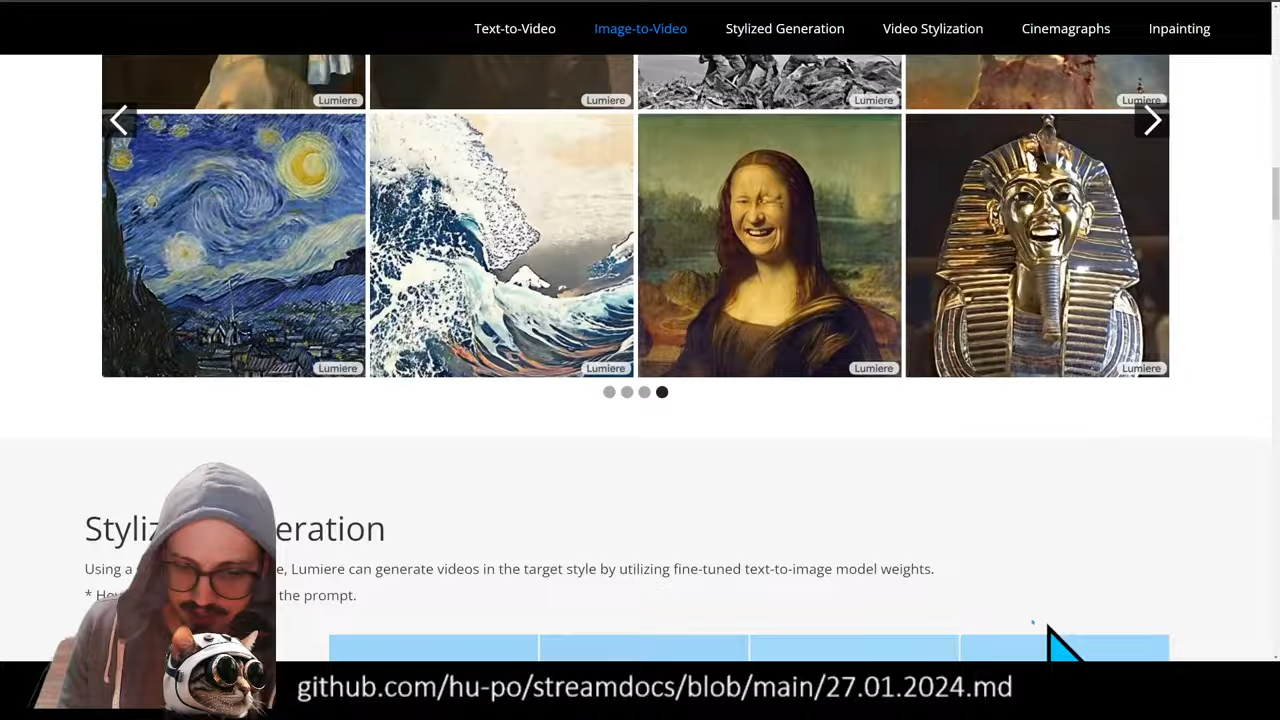 Text-to-Video Image-to-Video Stylized Generation Video Stylization Cinemagraphs Inpainting
Lumiere Lumiere Lumiere Lumiere
Lumiere Lumiere Lumiere Lumiere
eration
Using a e, Lumiere can generate videos in the target style by utilizing fine-tuned text-to-image model weights.
* the prompt.
github.com/hu-po/streamdocs/blob/main/27.01.2024.md